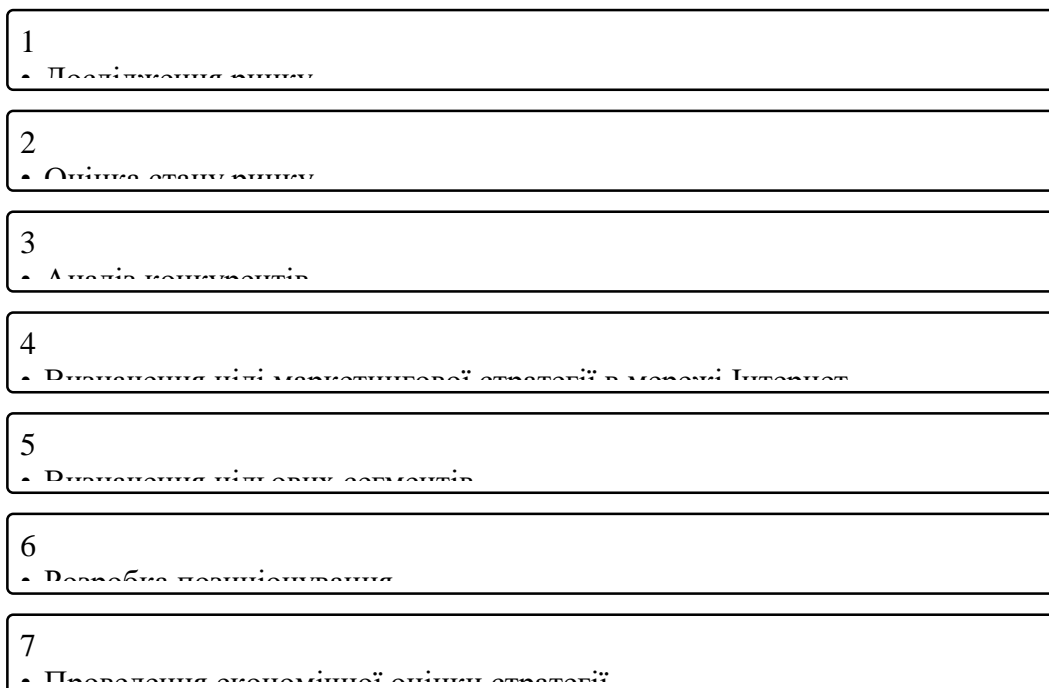 1
• Дослідження ринку
2
• Оцінка стану ринку
3
• Аналіз конкурентів
4
• Визначення цілі маркетингової стратегії в мережі Інтернет
5
• Визначення цільових сегментів
6
• Розробка позиціонування
7
• Проведення економічної оцінки стратегії